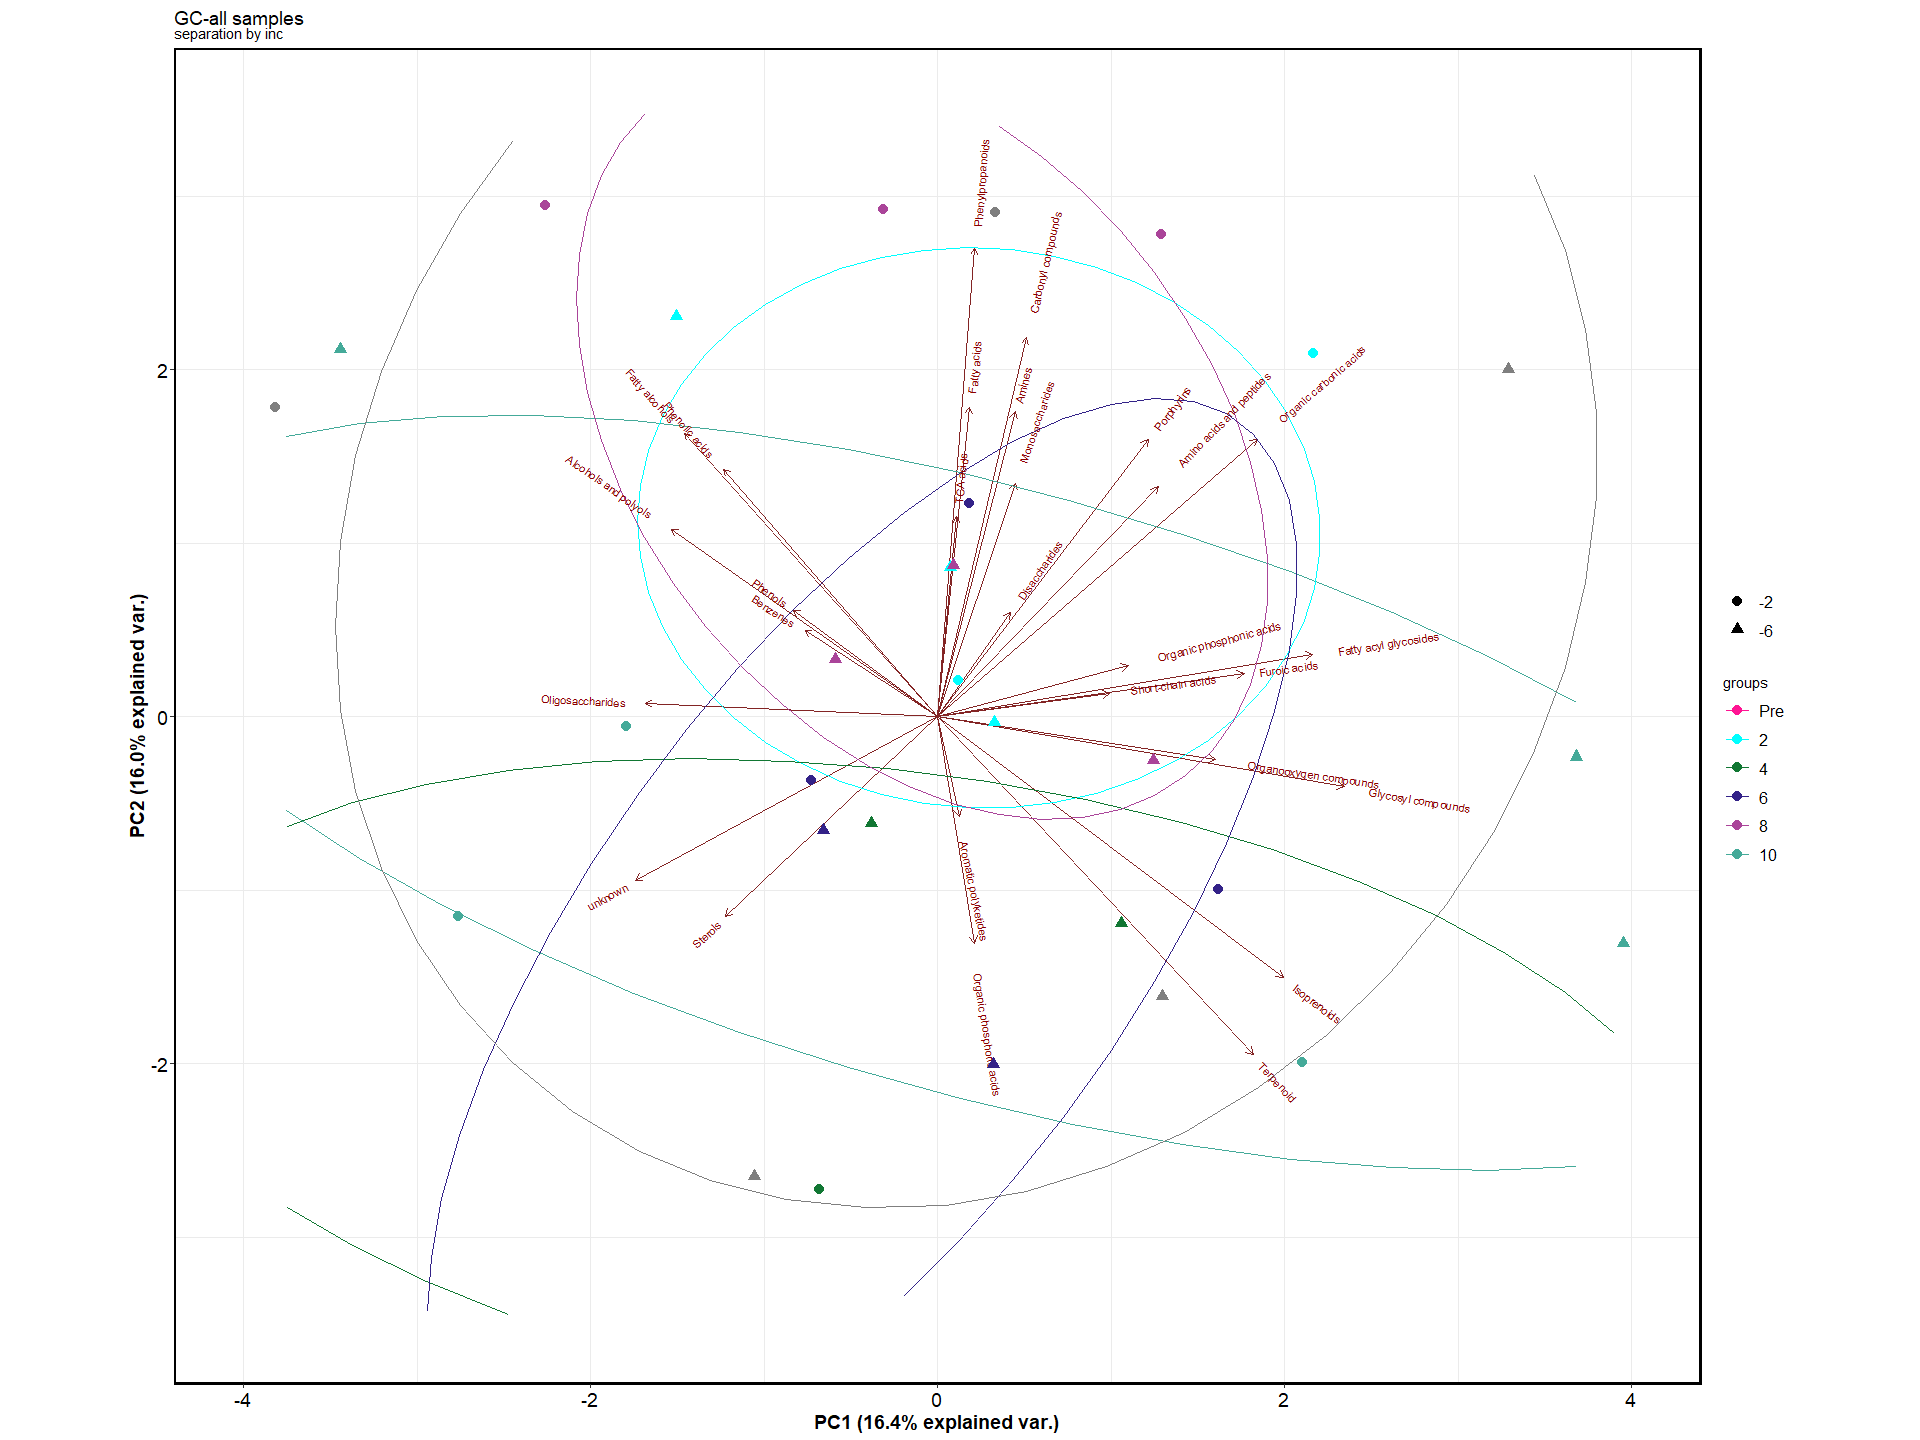 GC-all samples
separation by inc
Phenylpropanoids
Carbonyl compounds
Fatty acids
Amines
Monosaccharides
Porphyrins
Amino acids and peptides
Organic carbonic acids
Fatty alcohols
Phenolic acids
Alcohols and polyols
TCA acids
Disaccharides
Phenols
Benzenes
Organic phosphonic acids
Fatty acyl glycosides
Furoic acids
Short-chain acids
Oligosaccharides
Organooxygen compounds
Glycosyl compounds
unknown
Sterols
Aromatic polyketides
Organic phosphoric acids
Isoprenoids
Terpenoid
2
0
-2
-4
-2
0
2
4
PC1 (16.4% explained var.)
PC2 (16.0% explained var.)
-2
-6
groups
Pre
2
4
6
8
10